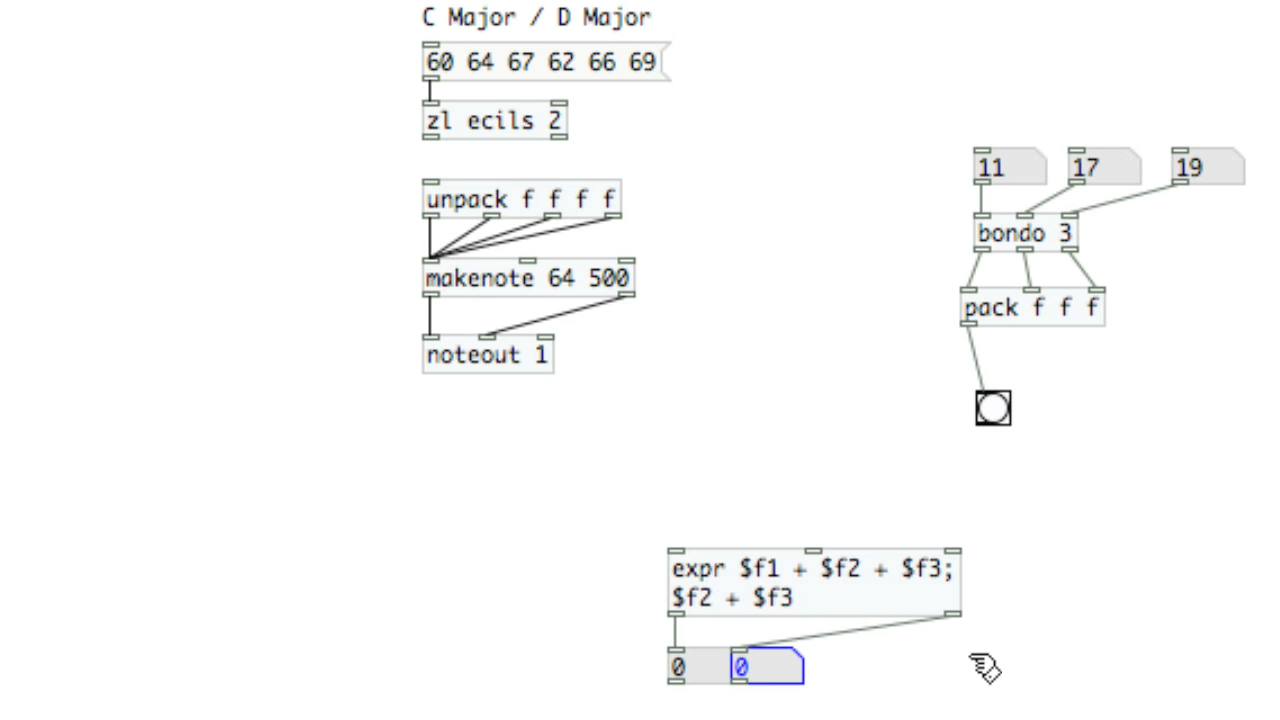 C Major / D Major
60 64 67 62 66 69
zl ecils 2
unpack f f f f
makenote 64 500
noteout 1
11
17
19
bondo 3
pack f f f
expr $f1 + $f2 + $f3;
$f2 + $f3
0
0